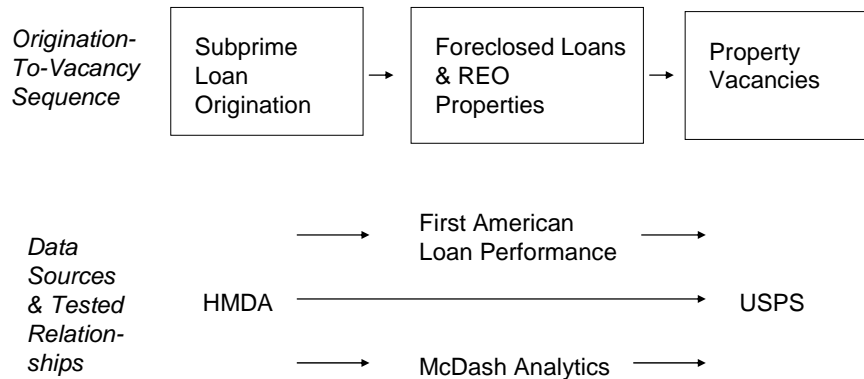 Origination-
To-Vacancy
Sequence
Subprime
Loan
Origination
Foreclosed Loans
& REO
Properties
Property
Vacancies
Data
Sources
& Tested
Relation-
ships
HMDA
First American
Loan Performance
McDash Analytics
USPS